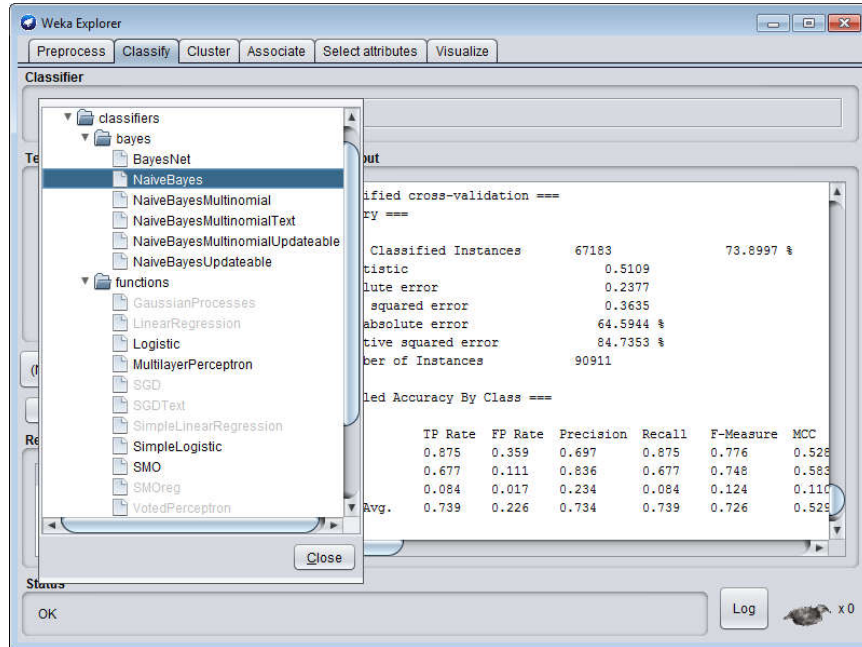 Weka Explorer
Preprocess Classify Cluster Associate Select attributes Visualize
Classifier
classifiers
bayes
BayesNet
NaiveBayes
NaiveBayesMultinomial
NaiveBayesMultinomialText
NaiveBayesMultinomialUpdateable
NaiveBayesUpdateable
functions
GaussianProcesses
LinearRegression
Logistic
MultilayerPerceptron
SGD
SGDText
SimpleLinearRegression
SimpleLogistic
SMO
SMOreg
VotedPerceptron
Close
Te
(N
Re
put
ified cross-validation ===
ry ===
Classified Instances 67183 73.8997 %
tistic 0.5109
lute error 0.2377
squared error 0.3635
absolute error 64.5944 %
tive squared error 84.7353 %
ber of Instances 90911
led Accuracy By Class ===
TP Rate FP Rate Precision Recall F-Measure MCC
0.875 0.359 0.697 0.875 0.776 0.528
0.677 0.111 0.836 0.677 0.748 0.583
0.084 0.017 0.234 0.084 0.124 0.110
Avg. 0.739 0.226 0.734 0.739 0.726 0.529
Status
OK
Log
x 0